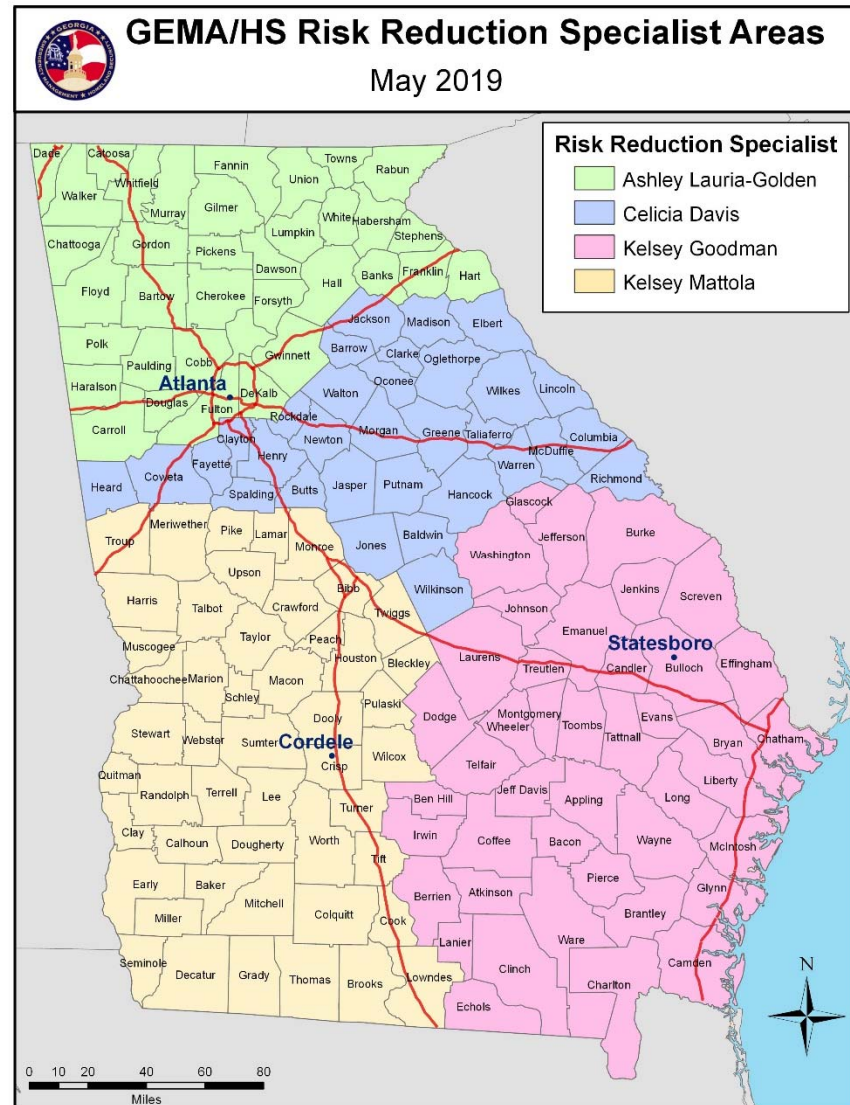 GEMA/HS Risk Reduction Specialist Areas
May 2019
Risk Reduction Specialist
Ashley Lauria-Golden
Celicia Davis
Kelsey Goodman
Kelsey Mattola
Dade
Catoosa
Whitfield
Fannin
Towns
Rabun
Union
Walker
Murray
Gilmer
White
Habersham
Lumpkin
Stephens
Chattooga
Gordon
Pickens
Dawson
Banks
Franklin
Hart
Hall
Floyd
Bartow
Cherokee
Forsyth
Jackson
Madison
Elbert
Polk
Paulding
Cobb
Gwinnett
Barrow
Clarke
Oglethorpe
Oconee
Haralson
Atlanta
DeKalb
Walton
Wilkes
Lincoln
Douglas
Fulton
Rockdale
Carroll
Clayton
Newton
Morgan
Greene
Taliaferro
Columbia
McDuffie
Henry
Fayette
Warren
Richmond
Heard
Coweta
Spalding
Butts
Jasper
Putnam
Hancock
Glascock
Meriwether
Pike
Lamar
Monroe
Jones
Baldwin
Jefferson
Burke
Troup
Washington
Upson
Bibb
Wilkinson
Jenkins
Screven
Harris
Talbot
Crawford
Twiggs
Johnson
Emanuel
Taylor
Peach
Houston
Muscogee
Bleckley
Laurens
Treutlen
Candler
Statesboro
Bulloch
Effingham
Chattahoochee
Marion
Macon
Schley
Pulaski
Dodge
Montgomery
Wheeler
Toombs
Evans
Tattnall
Bryan
Chatham
Dooly
Stewart
Webster
Sumter
Cordele
Crisp
Wilcox
Telfair
Liberty
Quitman
Randolph
Terrell
Lee
Turner
Ben Hill
Jeff Davis
Appling
Long
Clay
Calhoun
Dougherty
Worth
Tift
Irwin
Coffee
Bacon
Wayne
McIntosh
Early
Baker
Mitchell
Berrien
Atkinson
Pierce
Glynn
Miller
Colquitt
Cook
Brantley
Lanier
Ware
Seminole
Decatur
Grady
Thomas
Brooks
Lowndes
Clinch
Charlton
Camden
Echols
N
0 10 20 40 60 80
Miles